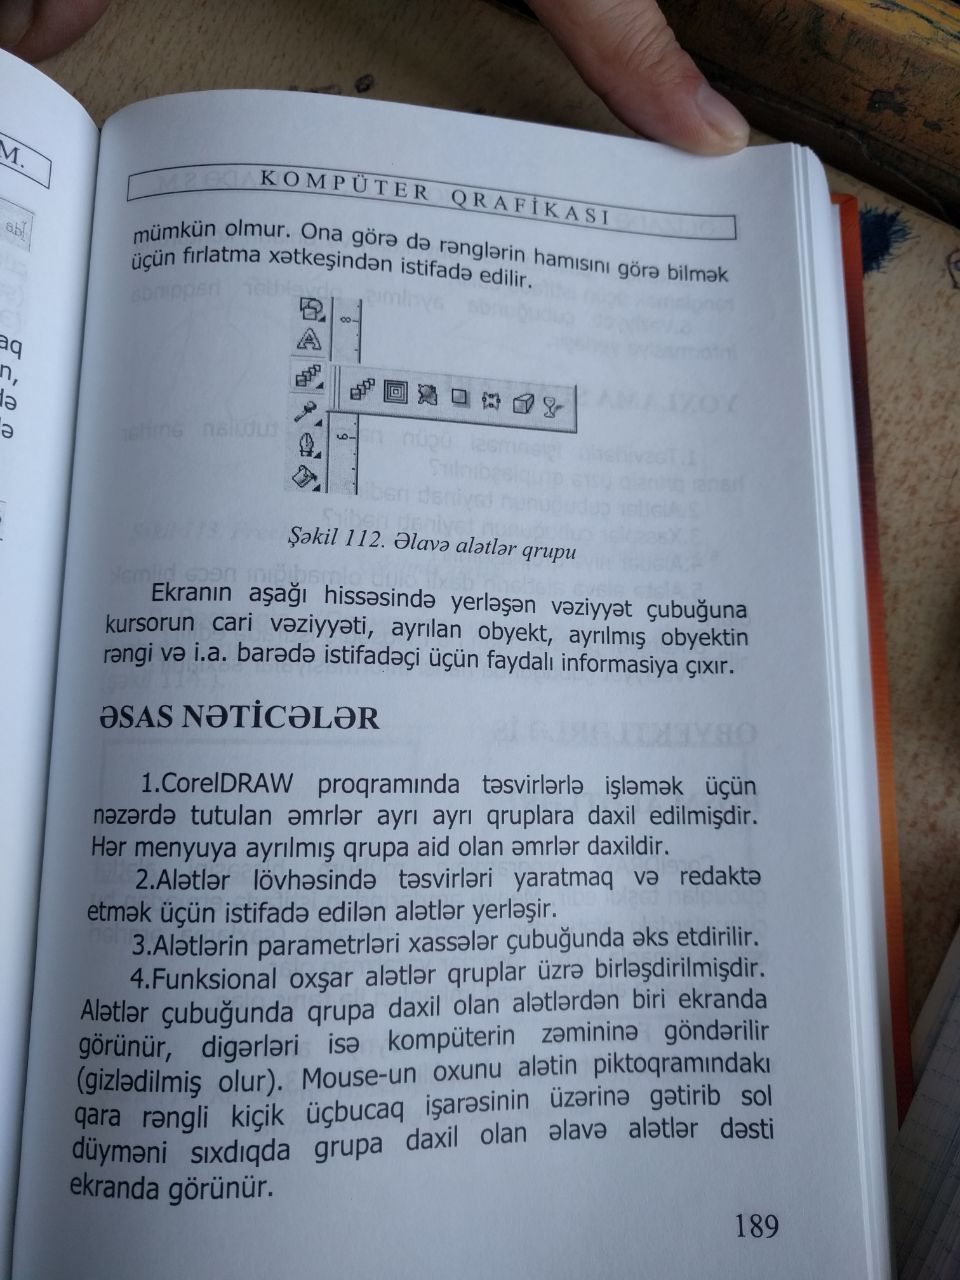 M.
KOMPÜTER QRAFİKASI
mümkün olmur. Ona görə də rənglərin hamısını görə bilmək
üçün fırlatma xətkeşindən istifadə edilir.
Şəkil 112. Əlavə alətlər qrupu
Ekranın aşağı hissəsində yerləşən vəziyyət çubuğuna
kursorun cari vəziyyəti, ayrılan obyekt, ayrılmış obyektin
rəngi və i.a. barədə istifadəçi üçün faydalı informasiya çıxır.
ƏSAS NƏTİCƏLƏR
1.CorelDRAW proqramında təsvirlərlə işləmək üçün
nəzərdə tutulan əmrlər ayrı ayrı qruplara daxil edilmişdir.
Hər menyuya ayrılmış qrupa aid olan əmrlər daxildir.
2.Alətlər lövhəsində təsvirləri yaratmaq və redaktə
etmək üçün istifadə edilən alətlər yerləşir.
3.Alətlərin parametrləri xassələr çubuğunda əks etdirilir.
4.Funksional oxşar alətlər qruplar üzrə birləşdirilmişdir.
Alətlər çubuğunda qrupa daxil olan alətlərdən biri ekranda
görünür, digərləri isə kompüterin zəmininə göndərilir
(gizlədilmiş olur). Mouse-un oxunu alətin piktoqramındakı
qara rəngli kiçik üçbucaq işarəsinin üzərinə gətirib sol
düyməni sıxdıqda grupa daxil olan əlavə alətlər dəsti
ekranda görünür.
189